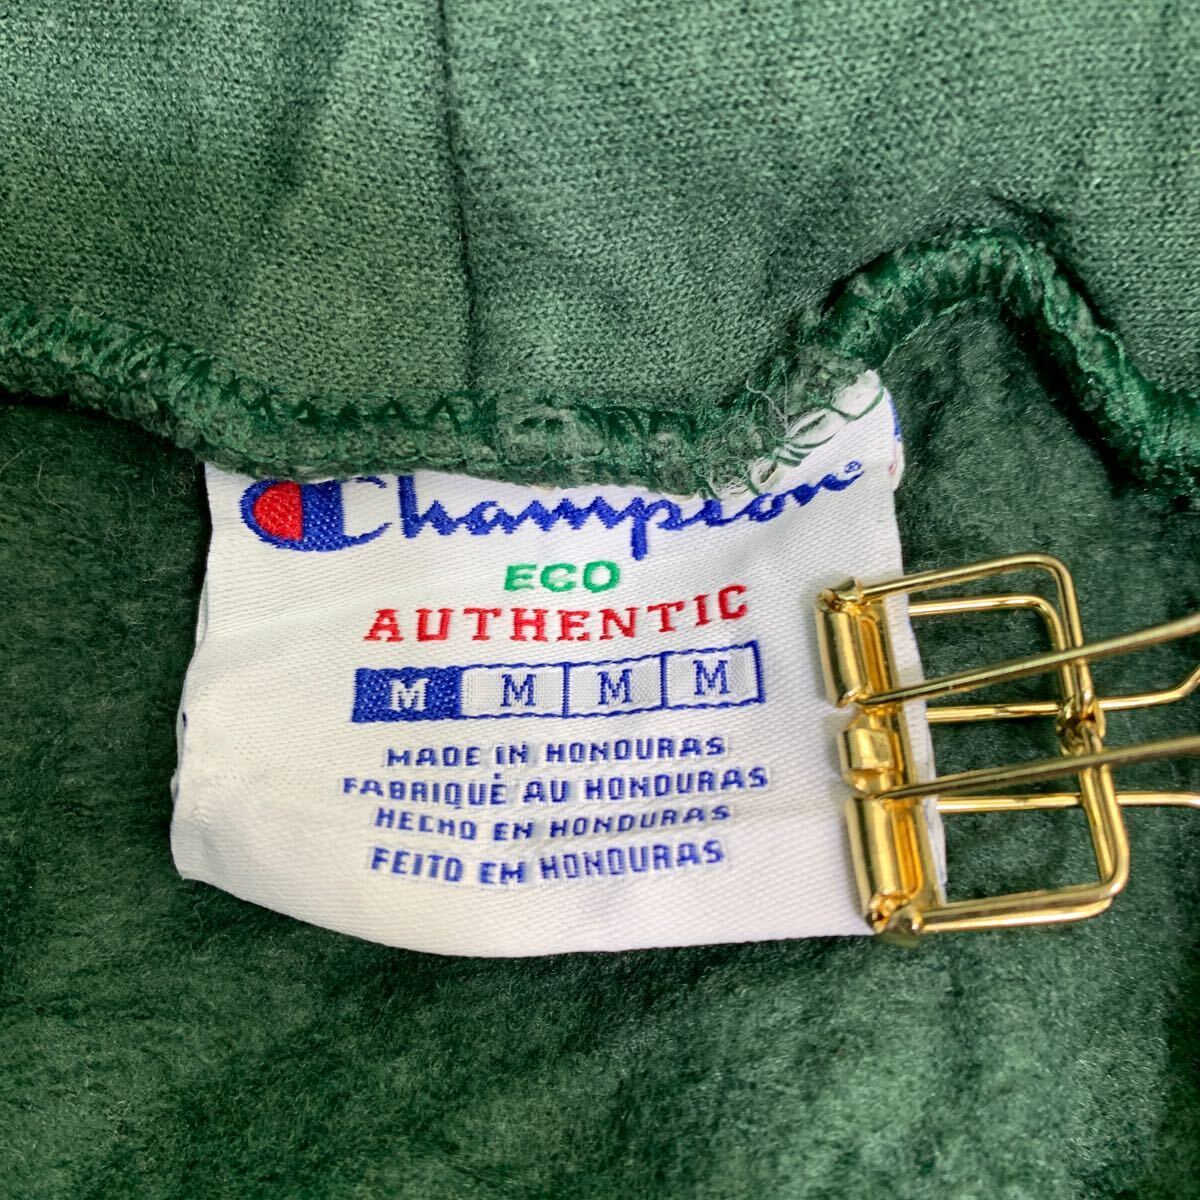 Champion®
ECO
AUTHENTIC
M M M M
MADE IN HONDURAS
FABRIQUÉ AU HONDURAS
HECHO EN HONDURAS
FEITO EM HONDURAS